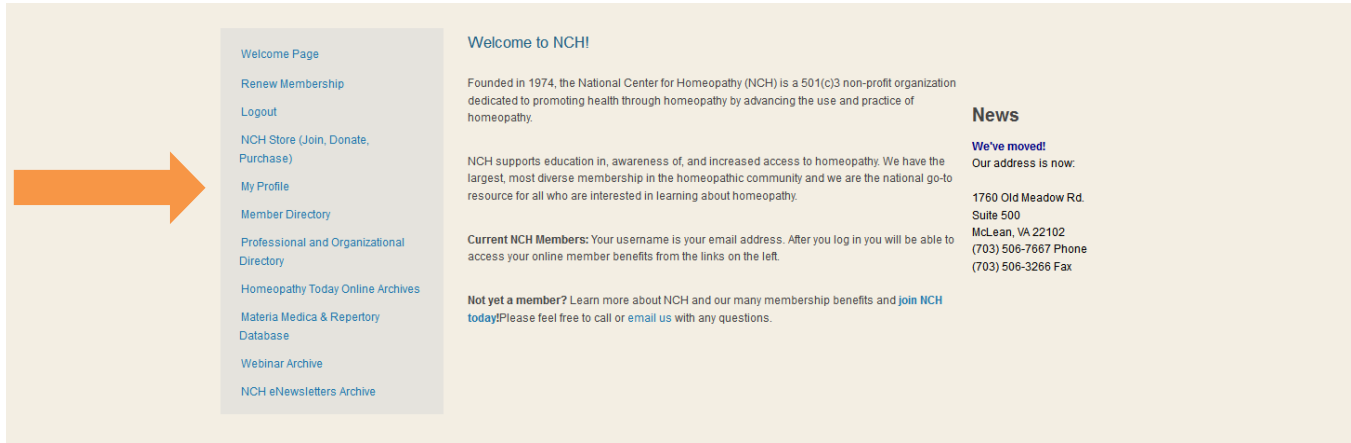 Welcome Page
Renew Membership
Logout
NCH Store (Join, Donate,
Purchase)
My Profile
Member Directory
Professional and Organizational
Directory
Homeopathy Today Online Archives
Materia Medica & Repertory
Database
Webinar Archive
NCH eNewsletters Archive
Welcome to NCH!
Founded in 1974, the National Center for Homeopathy (NCH) is a 501(c)3 non-profit organization
dedicated to promoting health through homeopathy by advancing the use and practice of
homeopathy.
NCH supports education in, awareness of, and increased access to homeopathy. We have the
largest, most diverse membership in the homeopathic community and we are the national go-to
resource for all who are interested in learning about homeopathy.
Current NCH Members: Your username is your email address. After you log in you will be able to
access your online member benefits from the links on the left.
Not yet a member? Learn more about NCH and our many membership benefits and join NCH
today!Please feel free to call or email us with any questions.
News
We've moved!
Our address is now:
1760 Old Meadow Rd.
Suite 500
McLean, VA 22102
(703) 506-7667 Phone
(703) 506-3266 Fax